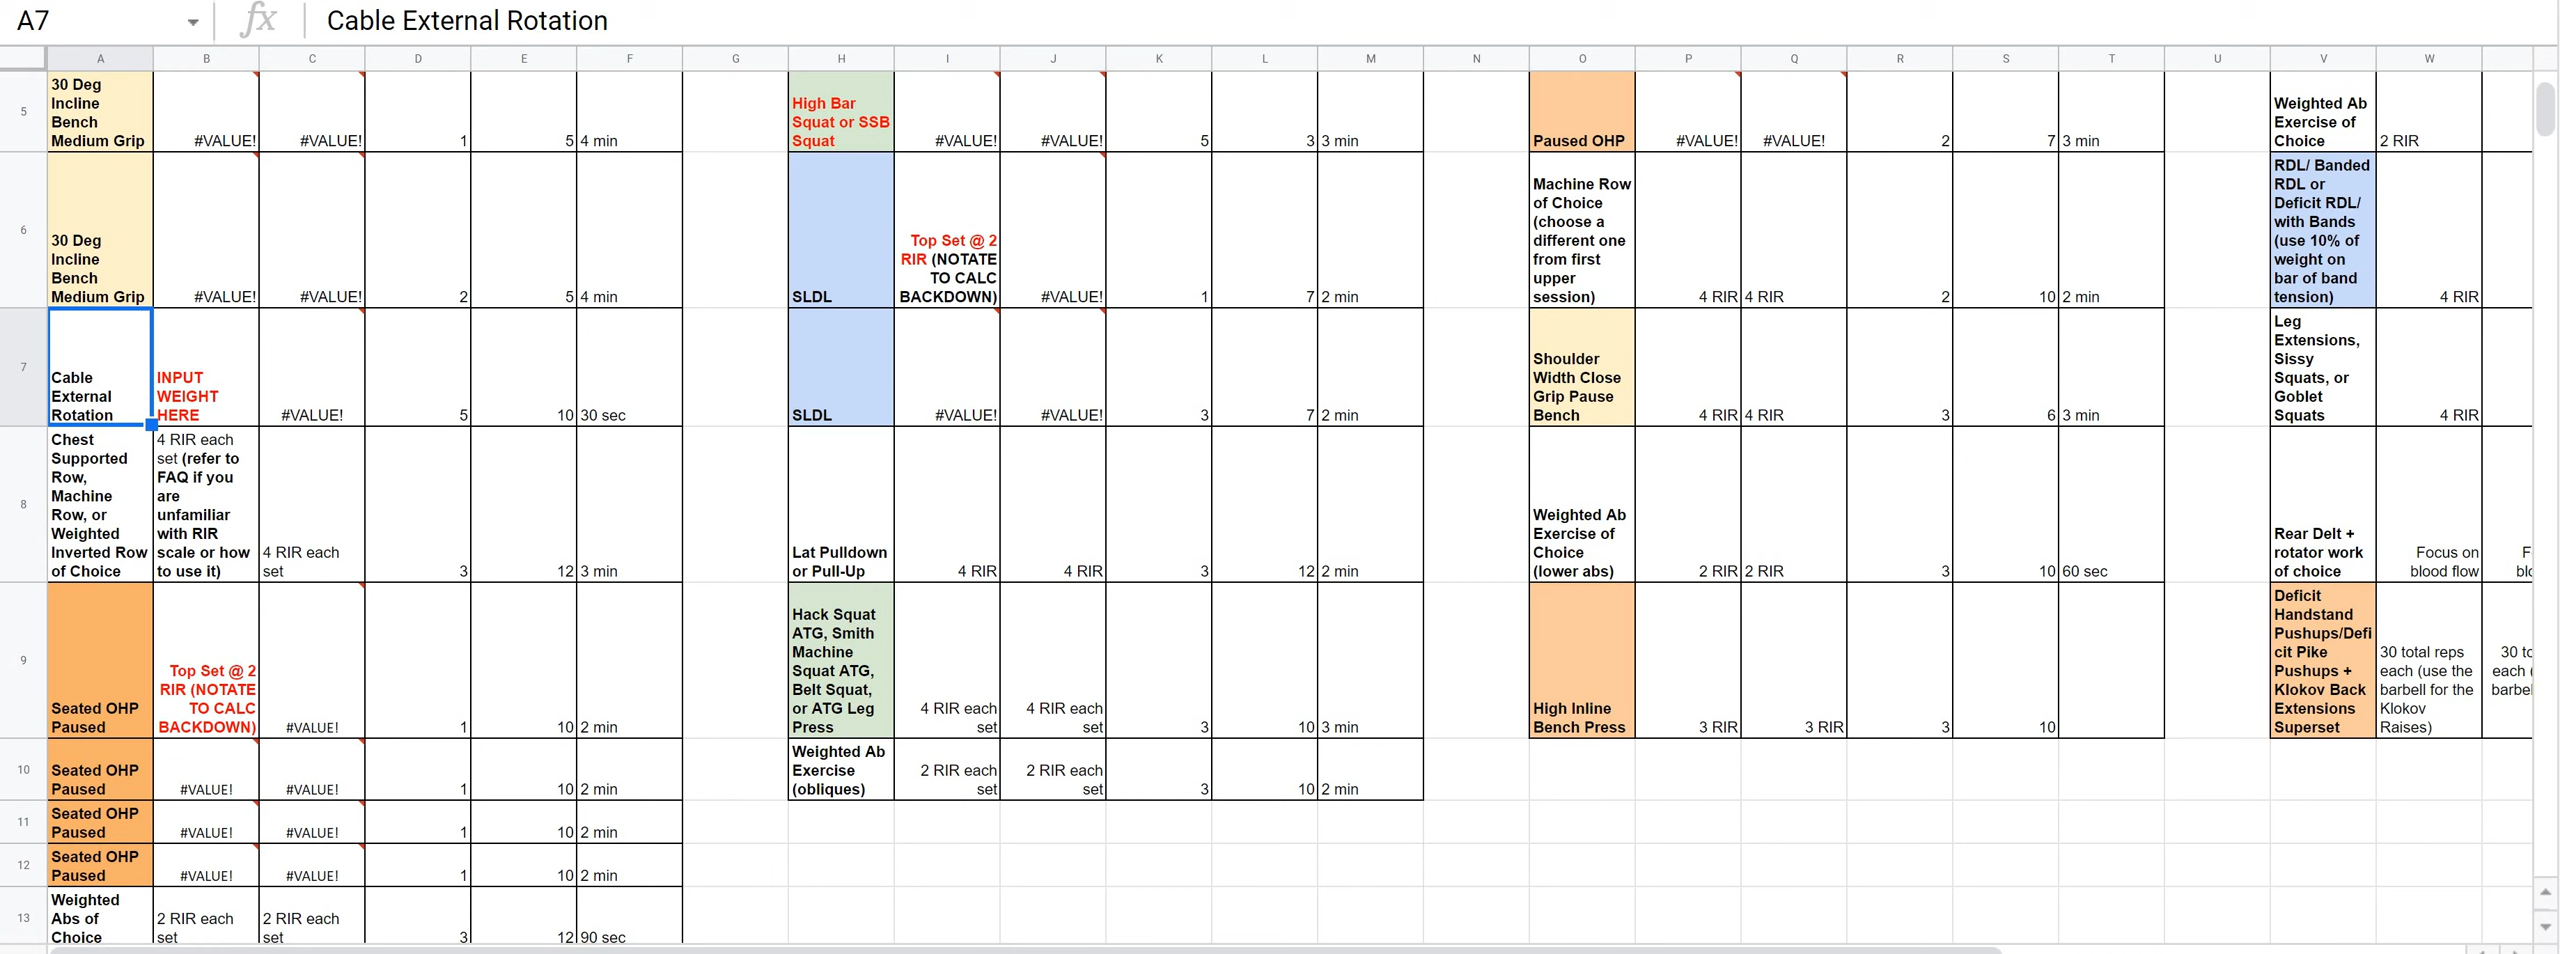 A7
fx
Cable External Rotation
A B C D E F G H I J K L M N O P Q R S T U V W
5
30 Deg
Incline
Bench
Medium Grip
#VALUE!
#VALUE!
1
5
4 min
High Bar
Squat or SSB
Squat
#VALUE!
#VALUE!
5
3
3 min
Paused OHP
#VALUE!
#VALUE!
2
7
3 min
Weighted Ab
Exercise of
Choice
2 RIR
6
30 Deg
Incline
Bench
Medium Grip
#VALUE!
#VALUE!
2
5
4 min
SLDL
Top Set @ 2
RIR (NOTATE
TO CALC
BACKDOWN)
#VALUE!
1
7
2 min
Machine Row
of Choice
(choose a
different one
from first
upper
session)
4 RIR
4 RIR
2
10
2 min
RDL/ Banded
RDL or
Deficit RDL/
with Bands
(use 10% of
weight on
bar of band
tension)
4 RIR
7
Cable
External
Rotation
INPUT
WEIGHT
HERE
#VALUE!
5
10
30 sec
SLDL
#VALUE!
#VALUE!
3
7
2 min
Shoulder
Width Close
Grip Pause
Bench
4 RIR
4 RIR
3
6
3 min
Leg
Extensions,
Sissy
Squats, or
Goblet
Squats
4 RIR
8
Chest
Supported
Row,
Machine
Row, or
Weighted
Inverted Row
of Choice
4 RIR each
set (refer to
FAQ if you
are
unfamiliar
with RIR
scale or how
to use it)
4 RIR each
set
3
12
3 min
Lat Pulldown
or Pull-Up
4 RIR
4 RIR
3
12
2 min
Weighted Ab
Exercise of
Choice
(lower abs)
2 RIR
2 RIR
3
10
60 sec
Rear Delt +
rotator work
of choice
Focus on
blood flow
9
Seated OHP
Paused
Top Set @ 2
RIR (NOTATE
TO CALC
BACKDOWN)
#VALUE!
1
10
2 min
Hack Squat
ATG, Smith
Machine
Squat ATG,
Belt Squat,
or ATG Leg
Press
4 RIR each
set
4 RIR each
set
3
10
3 min
High Inline
Bench Press
3 RIR
3 RIR
3
10
Deficit
Handstand
Pushups/Defi
cit Pike
Pushups +
Klokov Back
Extensions
Superset
30 total reps
each (use the
barbell for the
Klokov
Raises)
30 to
each (
barbel
10
Seated OHP
Paused
#VALUE!
#VALUE!
1
10
2 min
Weighted Ab
Exercise
(obliques)
2 RIR each
set
2 RIR each
set
3
10
2 min
11
Seated OHP
Paused
#VALUE!
#VALUE!
1
10
2 min
12
Seated OHP
Paused
#VALUE!
#VALUE!
1
10
2 min
13
Weighted
Abs of
Choice
2 RIR each
set
2 RIR each
set
3
12
90 sec